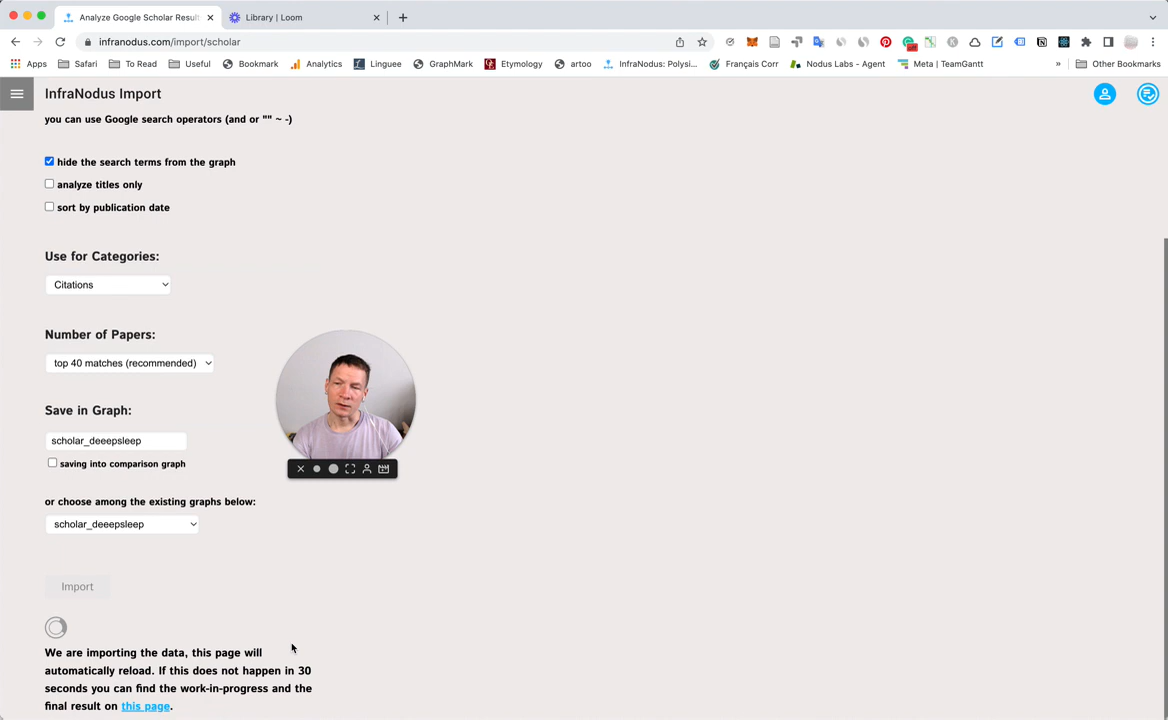 Analyze Google Scholar Result
Library | Loom
infranodus.com/import/scholar
Apps
Safari
To Read
Useful
Bookmark
Analytics
Linguee
GraphMark
Etymology
artoo
InfraNodus: Polysi...
Français Corr
Nodus Labs - Agent
Meta | TeamGantt
»
Other Bookmarks
InfraNodus Import
you can use Google search operators (and or "" ~ -)
hide the search terms from the graph
analyze titles only
sort by publication date
Use for Categories:
Citations
Number of Papers:
top 40 matches (recommended)
Save in Graph:
scholar_deeepsleep
saving into comparison graph
or choose among the existing graphs below:
scholar_deeepsleep
Import
We are importing the data, this page will
automatically reload. If this does not happen in 30
seconds you can find the work-in-progress and the
final result on this page.